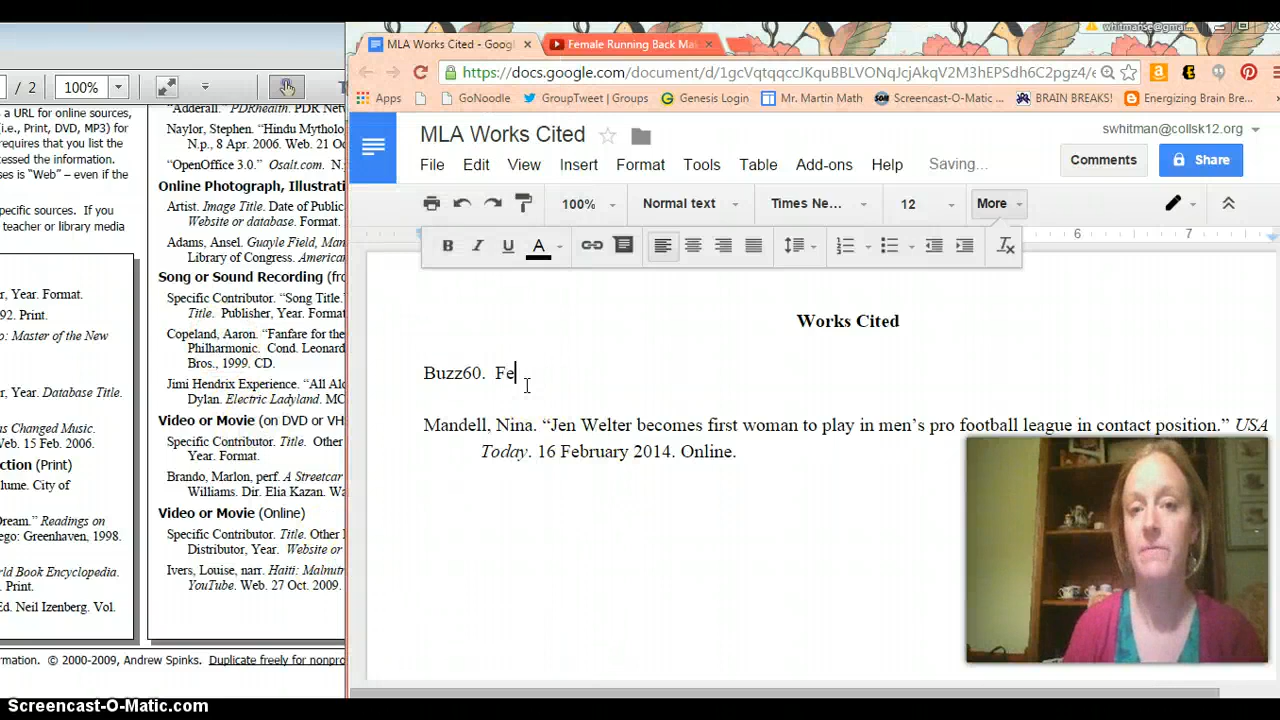 MLA Works Cited - Goog
Female Running Back Ma
swhitmanse@gmai
/ 2
100%
https://docs.google.com/document/d/1gcVqtqqccJKquBBLVONqJcjAkqV2M3hEPSdh6C2pgz4/e
Apps
GoNoodle
GroupTweet | Groups
Genesis Login
Mr. Martin Math
Screencast-O-Matic ...
BRAIN BREAKS!
Energizing Brain Bre...
MLA Works Cited
swhitman@collsk12.org
File Edit View Insert Format Tools Table Add-ons Help Saving...
Comments
Share
100% Normal text Times Ne... 12 More
B I U A
6 7
Works Cited
Buzz60.  Fe
Mandell, Nina. “Jen Welter becomes first woman to play in men’s pro football league in contact position.” USA
Today. 16 February 2014. Online.
a URL for online sources,
(i.e., Print, DVD, MP3) for
requires that you list the
cessed the information.
ses is “Web” – even if the
pecific sources. If you
teacher or library media
r, Year. Format.
92. Print.
o: Master of the New
r, Year. Database Title.
as Changed Music.
Veb. 15 Feb. 2006.
ction (Print)
lume. City of
Dream.” Readings on
ego: Greenhaven, 1998.
rld Book Encyclopedia.
Print.
Ed. Neil Izenberg. Vol.
“Adderall.” PDRhealth. PDR Net
Naylor, Stephen. “Hindu Mytholo
N.p., 8 Apr. 2006. Web. 21 O
“OpenOffice 3.0.” Osalt.com. N.
Online Photograph, Illustrati
Artist. Image Title. Date of Public
Website or database. Format.
Adams, Ansel. Guayle Field, Man
Library of Congress. American
Song or Sound Recording (fro
Specific Contributor. “Song Title.
Title. Publisher, Year. Format
Copeland, Aaron. “Fanfare for the
Philharmonic. Cond. Leonard
Bros., 1999. CD.
Jimi Hendrix Experience. “All Alo
Dylan. Electric Ladyland. MC
Video or Movie (on DVD or VH
Specific Contributor. Title. Other
Year. Format.
Brando, Marlon, perf. A Streetcar
Williams. Dir. Elia Kazan. Wa
Video or Movie (Online)
Specific Contributor. Title. Other
Distributor, Year. Website or
Ivers, Louise, narr. Haiti: Malnutr
YouTube. Web. 27 Oct. 2009.
rmation. © 2000-2009, Andrew Spinks. Duplicate freely for nonpro
Screencast-O-Matic.com